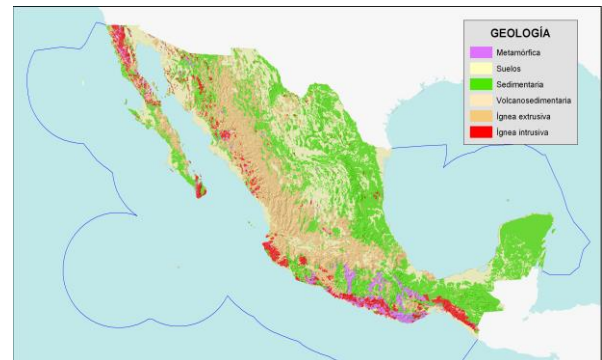 GEOLOGÍA
Metamórfica
Suelos
Sedimentaria
Volcanosedimentaria
Ígnea extrusiva
Ígnea intrusiva